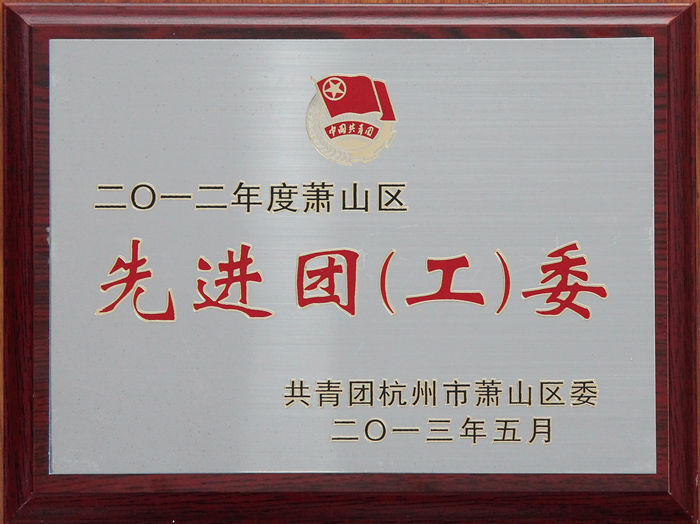 中国共青团
二〇一二年度萧山区
先进团(工)委
共青团杭州市萧山区委
二〇一三年五月